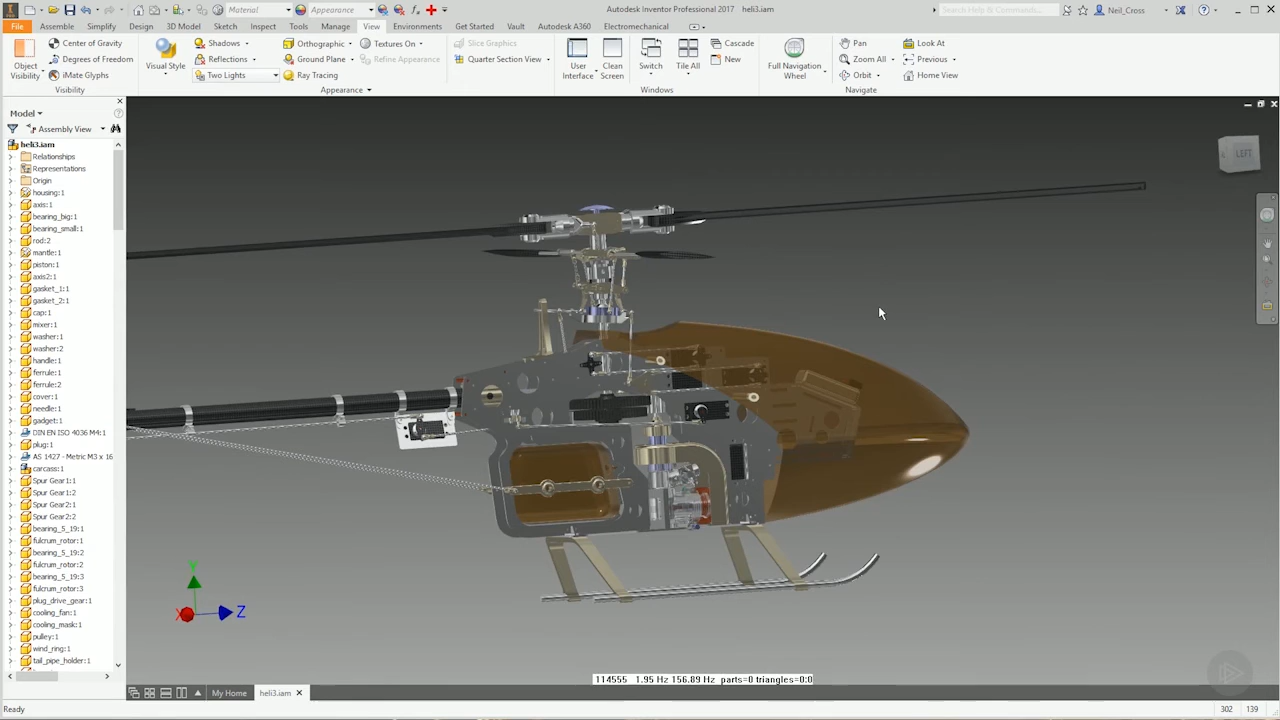 Material
Appearance
Autodesk Inventor Professional 2017 heli3.iam
Search Help & Commands...
Neil_Cross
File Assemble Simplify Design 3D Model Sketch Inspect Tools Manage View Environments Get Started Vault Autodesk A360 Electromechanical
Object Visibility
Center of Gravity
Degrees of Freedom
iMate Glyphs
Visibility
Visual Style
Shadows
Reflections
Two Lights
Orthographic
Ground Plane
Ray Tracing
Textures On
Refine Appearance
Appearance
Slice Graphics
Quarter Section View
User Interface
Clean Screen
Switch
Tile All
Cascade
New
Windows
Full Navigation Wheel
Pan
Zoom All
Orbit
Look At
Previous
Home View
Navigate
Model
Assembly View
heli3.iam
Relationships
Representations
Origin
housing:1
axis:1
bearing_big:1
bearing_small:1
rod:2
mantle:1
piston:1
axis2:1
gasket_1:1
gasket_2:1
cap:1
mixer:1
washer:1
washer:2
handle:1
ferrule:1
ferrule:2
cover:1
needle:1
gadget:1
DIN EN ISO 4036 M4:1
plug:1
AS 1427 - Metric M3 x 16
carcass:1
Spur Gear1:1
Spur Gear1:2
Spur Gear2:1
Spur Gear2:2
bearing_5_19:1
fulcrum_rotor:1
bearing_5_19:2
fulcrum_rotor:2
bearing_5_19:3
fulcrum_rotor:3
plug_drive_gear:1
cooling_fan:1
cooling_mask:1
pulley:1
wind_ring:1
tail_pipe_holder:1
LEFT
Y
X
Z
114555 1.95 Hz 156.89 Hz parts=0 triangles=0:0
My Home
heli3.iam
Ready
302 139